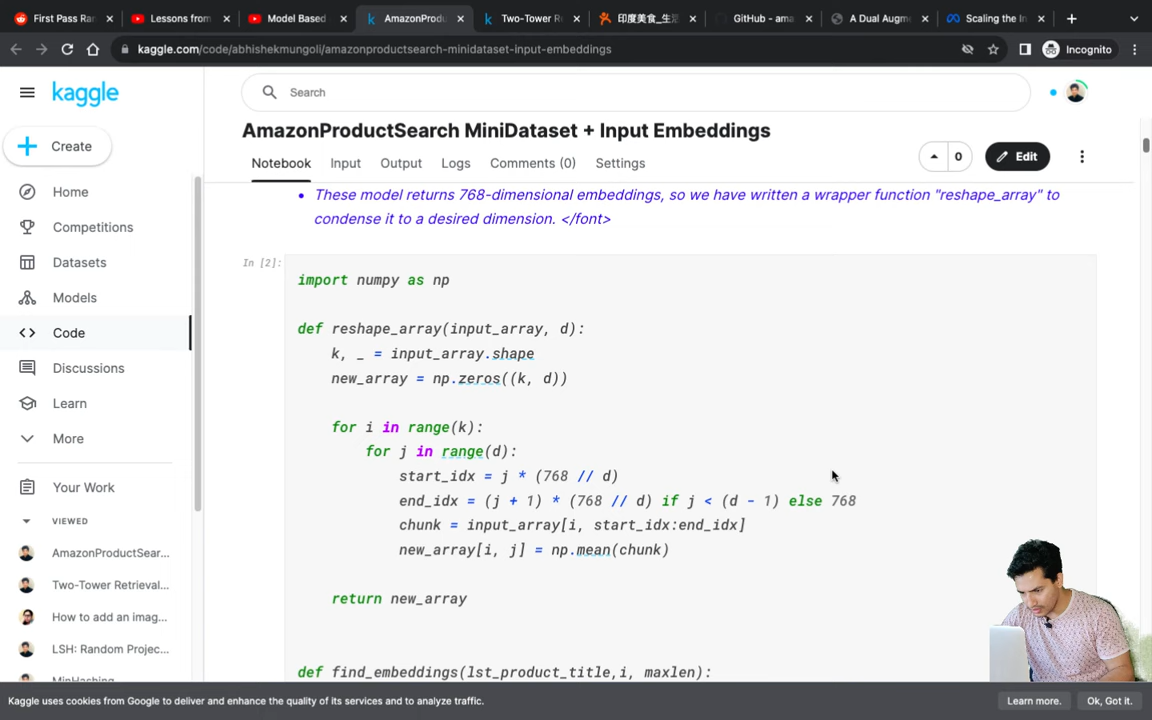 First Pass Ran
Lessons from
Model Based
AmazonProdu
Two-Tower Re
印度美食_生活
GitHub - ama
A Dual Augme
Scaling the In
kaggle.com/code/abhishekmungoli/amazonproductsearch-minidataset-input-embeddings
Incognito
kaggle
Search
Create
Home
Competitions
Datasets
Models
Code
Discussions
Learn
More
Your Work
VIEWED
AmazonProductSear...
Two-Tower Retrieval...
How to add an imag...
LSH: Random Projec...
MinHashing
AmazonProductSearch MiniDataset + Input Embeddings
Notebook Input Output Logs Comments (0) Settings
0
Edit
• These model returns 768-dimensional embeddings, so we have written a wrapper function "reshape_array" to
condense it to a desired dimension. </font>
In [2]:
import numpy as np
def reshape_array(input_array, d):
k, _ = input_array.shape
new_array = np.zeros((k, d))
for i in range(k):
for j in range(d):
start_idx = j * (768 // d)
end_idx = (j + 1) * (768 // d) if j < (d - 1) else 768
chunk = input_array[i, start_idx:end_idx]
new_array[i, j] = np.mean(chunk)
return new_array
def find_embeddings(lst_product_title,i, maxlen):
Kaggle uses cookies from Google to deliver and enhance the quality of its services and to analyze traffic.
Learn more.
Ok, Got it.